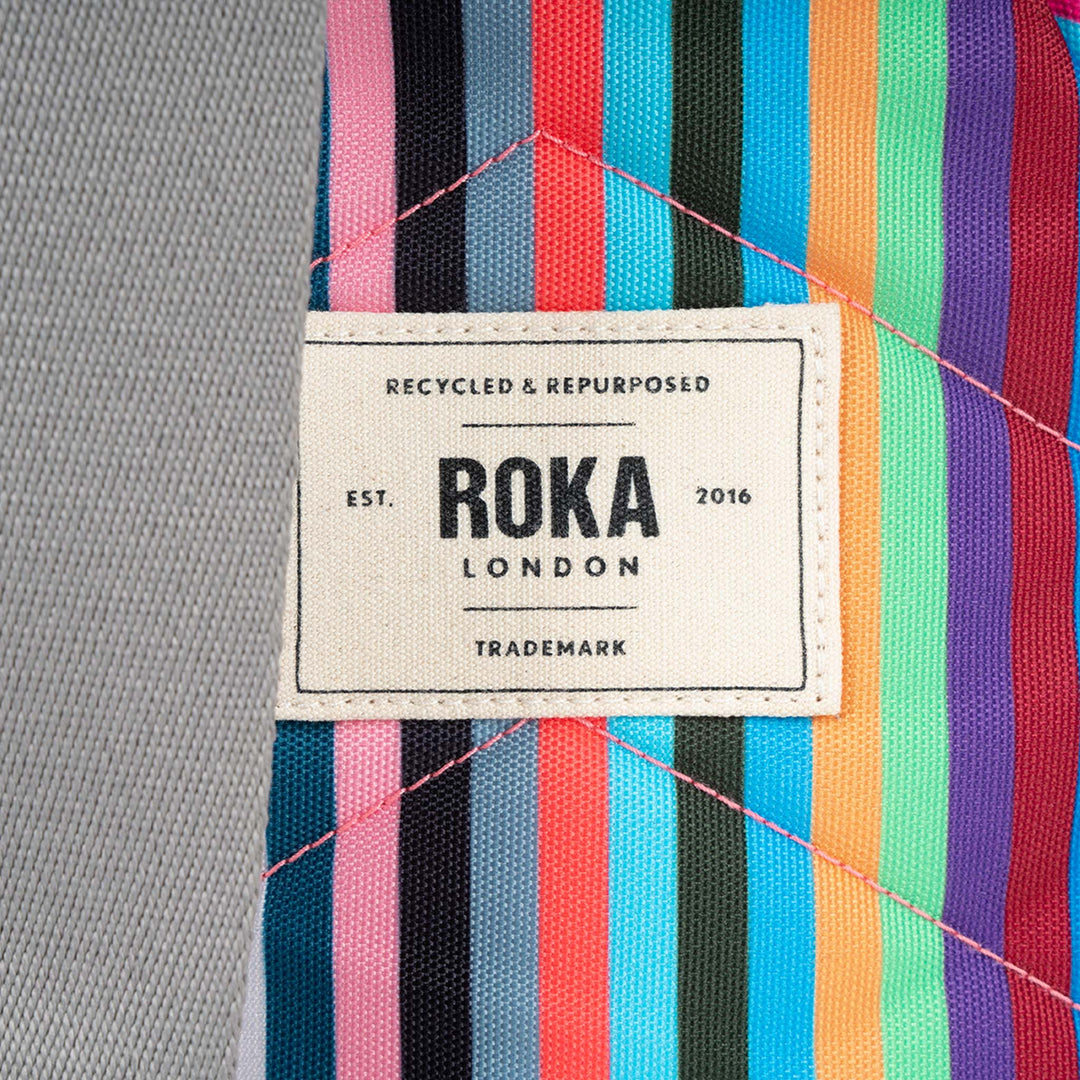 RECYCLED & REPURPOSED
EST. ROKA 2016
LONDON
TRADEMARK